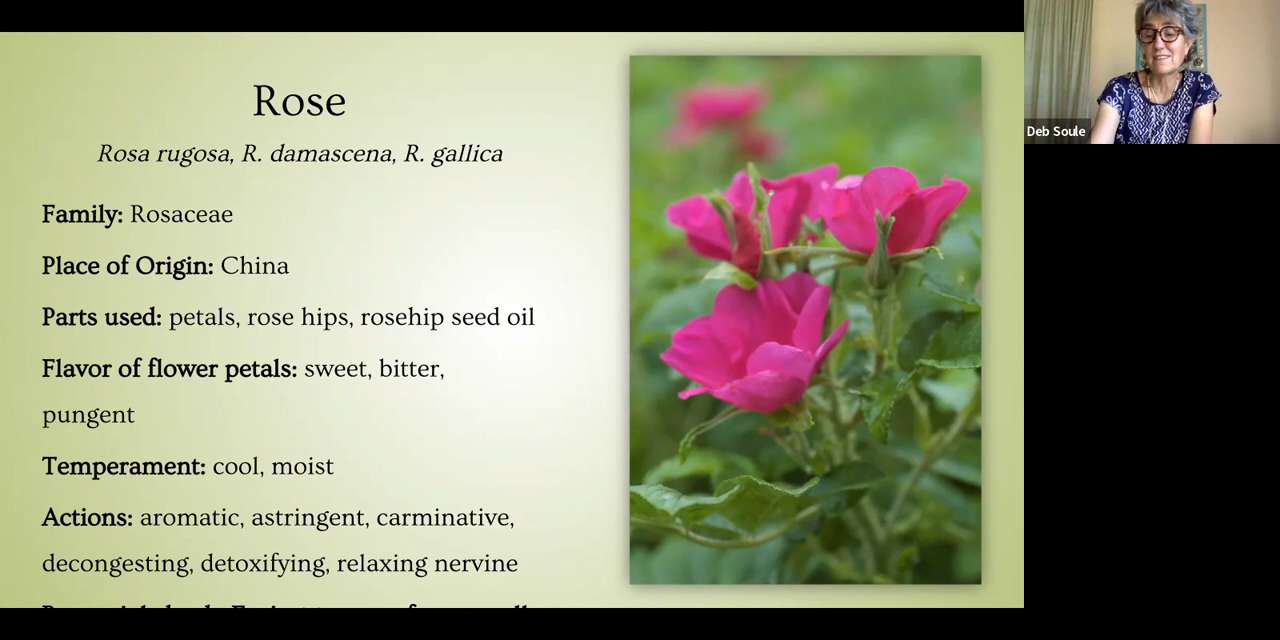 Rose
Rosa rugosa, R. damascena, R. gallica
Family: Rosaceae
Place of Origin: China
Parts used: petals, rose hips, rosehip seed oil
Flavor of flower petals: sweet, bitter,
pungent
Temperament: cool, moist
Actions: aromatic, astringent, carminative,
decongesting, detoxifying, relaxing nervine
Deb Soule